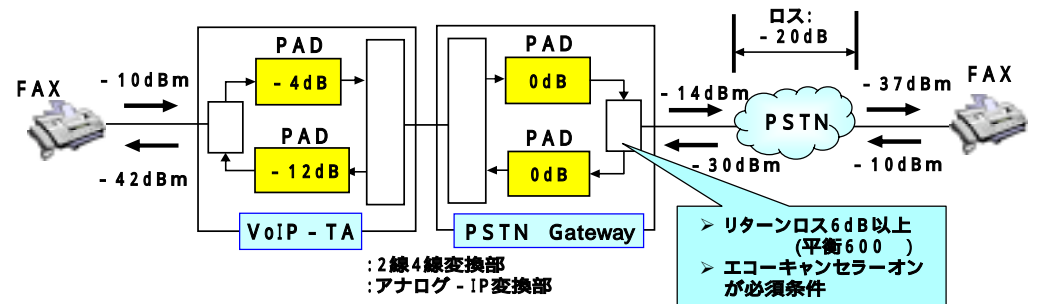 ロス:
-20dB
PAD
PAD
FAX
-10dBm
-4dB
0dB
-14dBm
-37dBm
FAX
PSTN
PAD
PAD
-42dBm
-12dB
0dB
-30dBm
-10dBm
VoIP-TA
PSTN Gateway
➢ リターンロス6dB以上
(平衡600 )
➢ エコーキャンセラーオン
が必須条件
:2線4線変換部
:アナログ-IP変換部